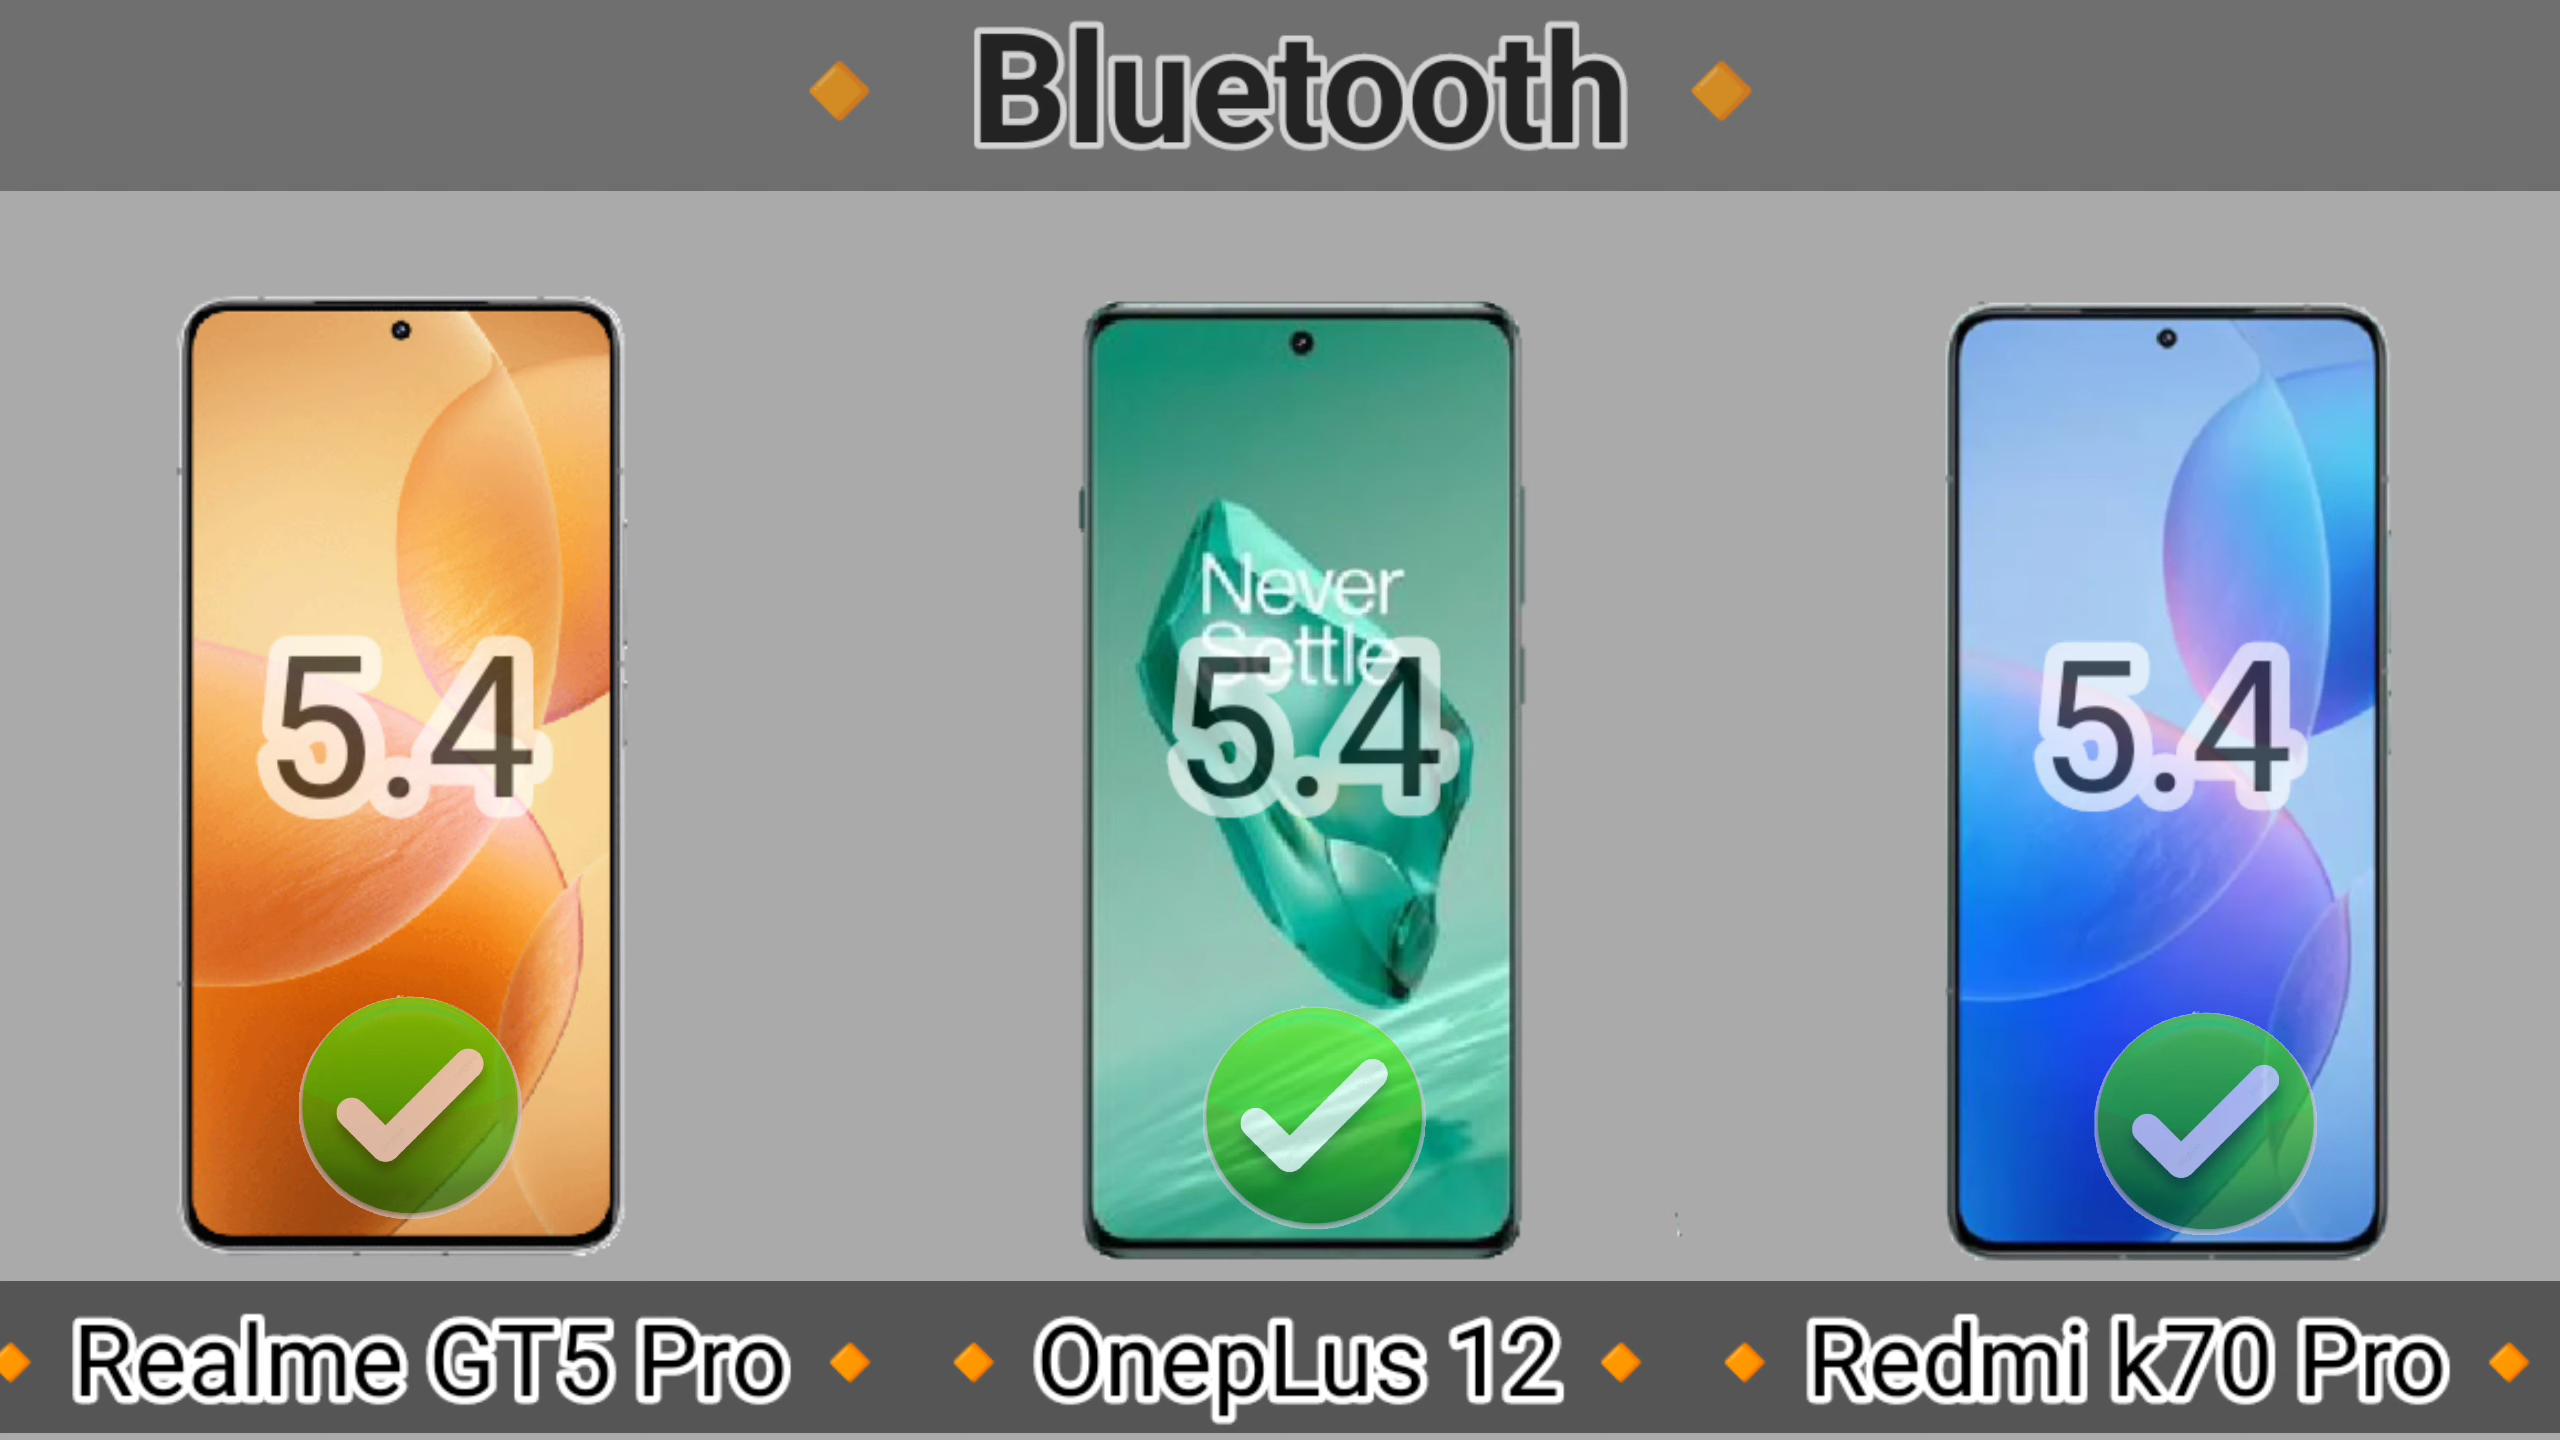 Bluetooth
Never
Settle
5.4
5.4
5.4
Realme GT5 Pro
OnepLus 12
Redmi k70 Pro